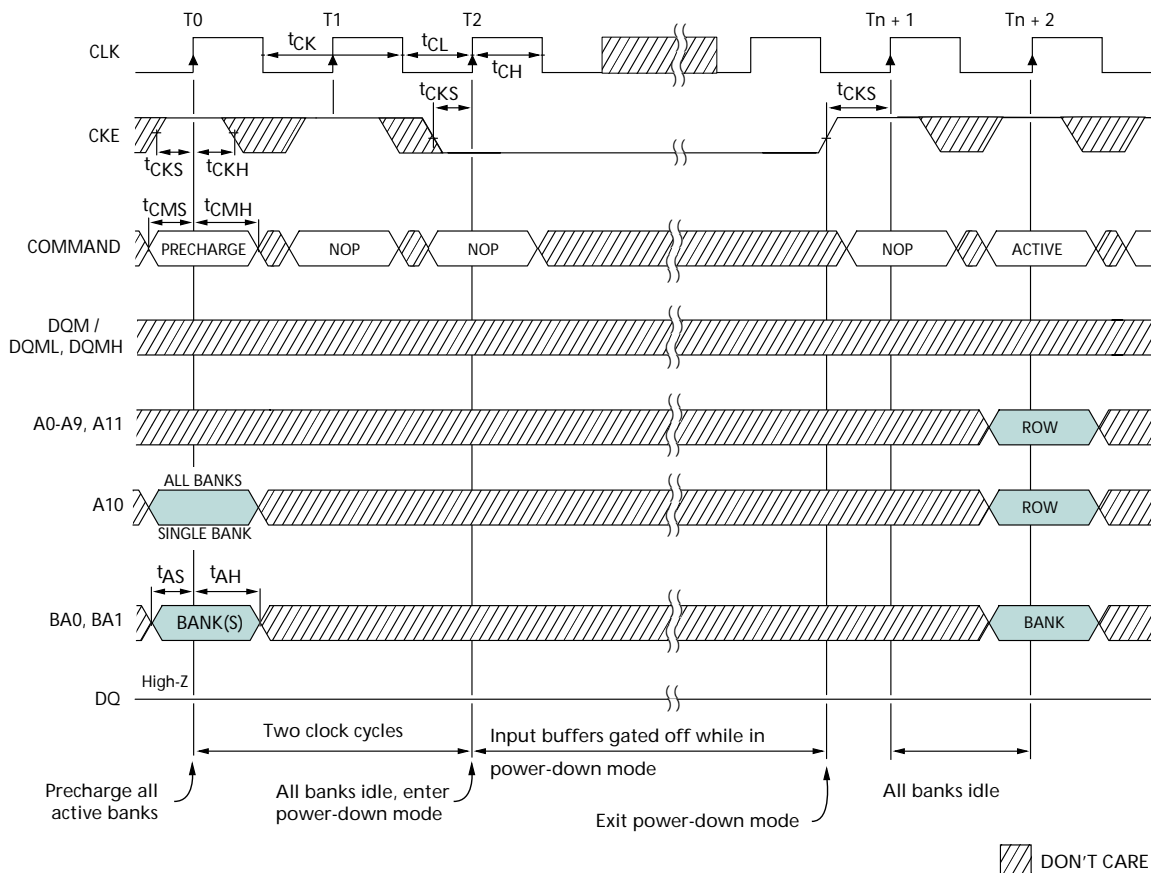 T0 T1 T2 Tn + 1 Tn + 2
CLK tCK tCL tCH
tCKS tCKS
CKE
tCKS tCKH
tCMS tCMH
COMMAND PRECHARGE NOP NOP NOP ACTIVE
DQM /
DQML, DQMH
A0-A9, A11 ROW
ALL BANKS
A10 ROW
SINGLE BANK
tAS tAH
BA0, BA1 BANK(S) BANK
High-Z
DQ
Two clock cycles
Input buffers gated off while in
power-down mode
Precharge all
active banks
All banks idle, enter
power-down mode
Exit power-down mode
All banks idle
DON'T CARE